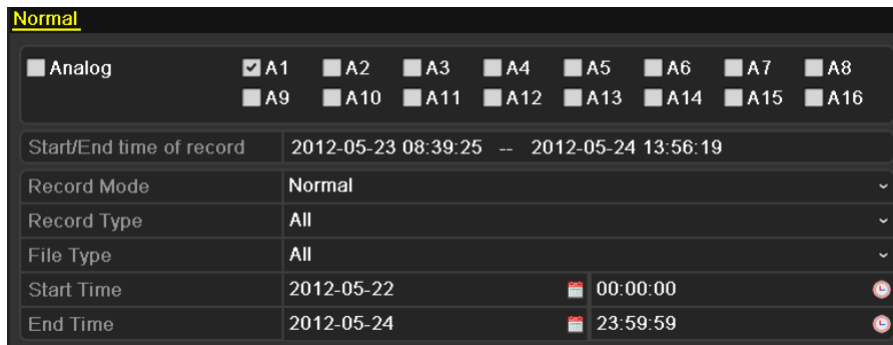 Normal
Analog A1 A2 A3 A4 A5 A6 A7 A8
A9 A10 A11 A12 A13 A14 A15 A16
Start/End time of record 2012-05-23 08:39:25 -- 2012-05-24 13:56:19
Record Mode Normal
Record Type All
File Type All
Start Time 2012-05-22 00:00:00
End Time 2012-05-24 23:59:59